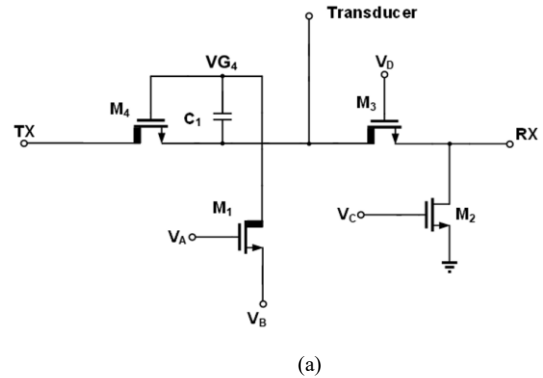 Transducer
VG4
VD
M4
C1
M3
TX
RX
M1
VA
VC
M2
VB
(a)